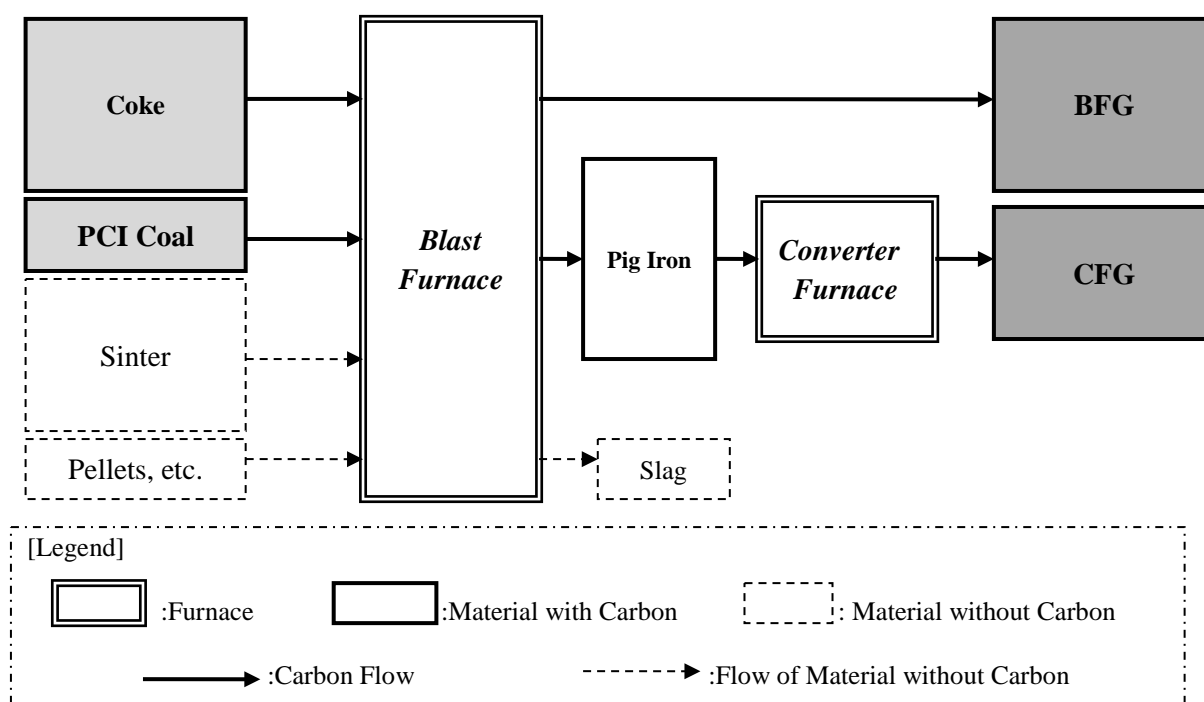 Coke
BFG
PCI Coal
Blast
Furnace
Pig Iron
Converter
Furnace
CFG
Sinter
Pellets, etc.
Slag
[Legend]
:Furnace
:Material with Carbon
: Material without Carbon
:Carbon Flow
:Flow of Material without Carbon